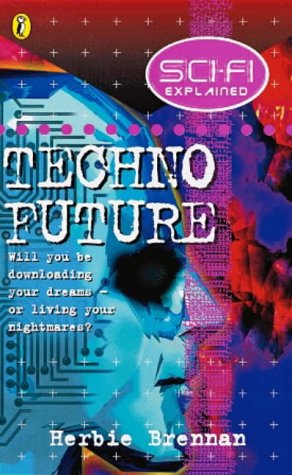 SCI-FI
EXPLAINED
TECHNO
FUTURE
Will you be
downloading
your dreams –
or living your
nightmares?
Herbie Brennan